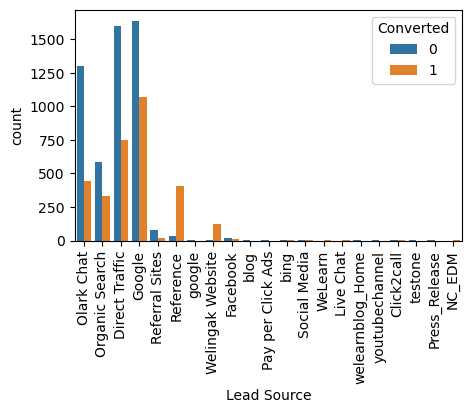 Converted
0
1
1500
1250
1000
750
500
250
0
count
Olark Chat
Organic Search
Direct Traffic
Google
Referral Sites
Reference
google
Welingak Website
Facebook
blog
Pay per Click Ads
bing
Social Media
WeLearn
Live Chat
welearnblog_Home
youtubechannel
Click2call
testone
Press_Release
NC_EDM
Lead Source